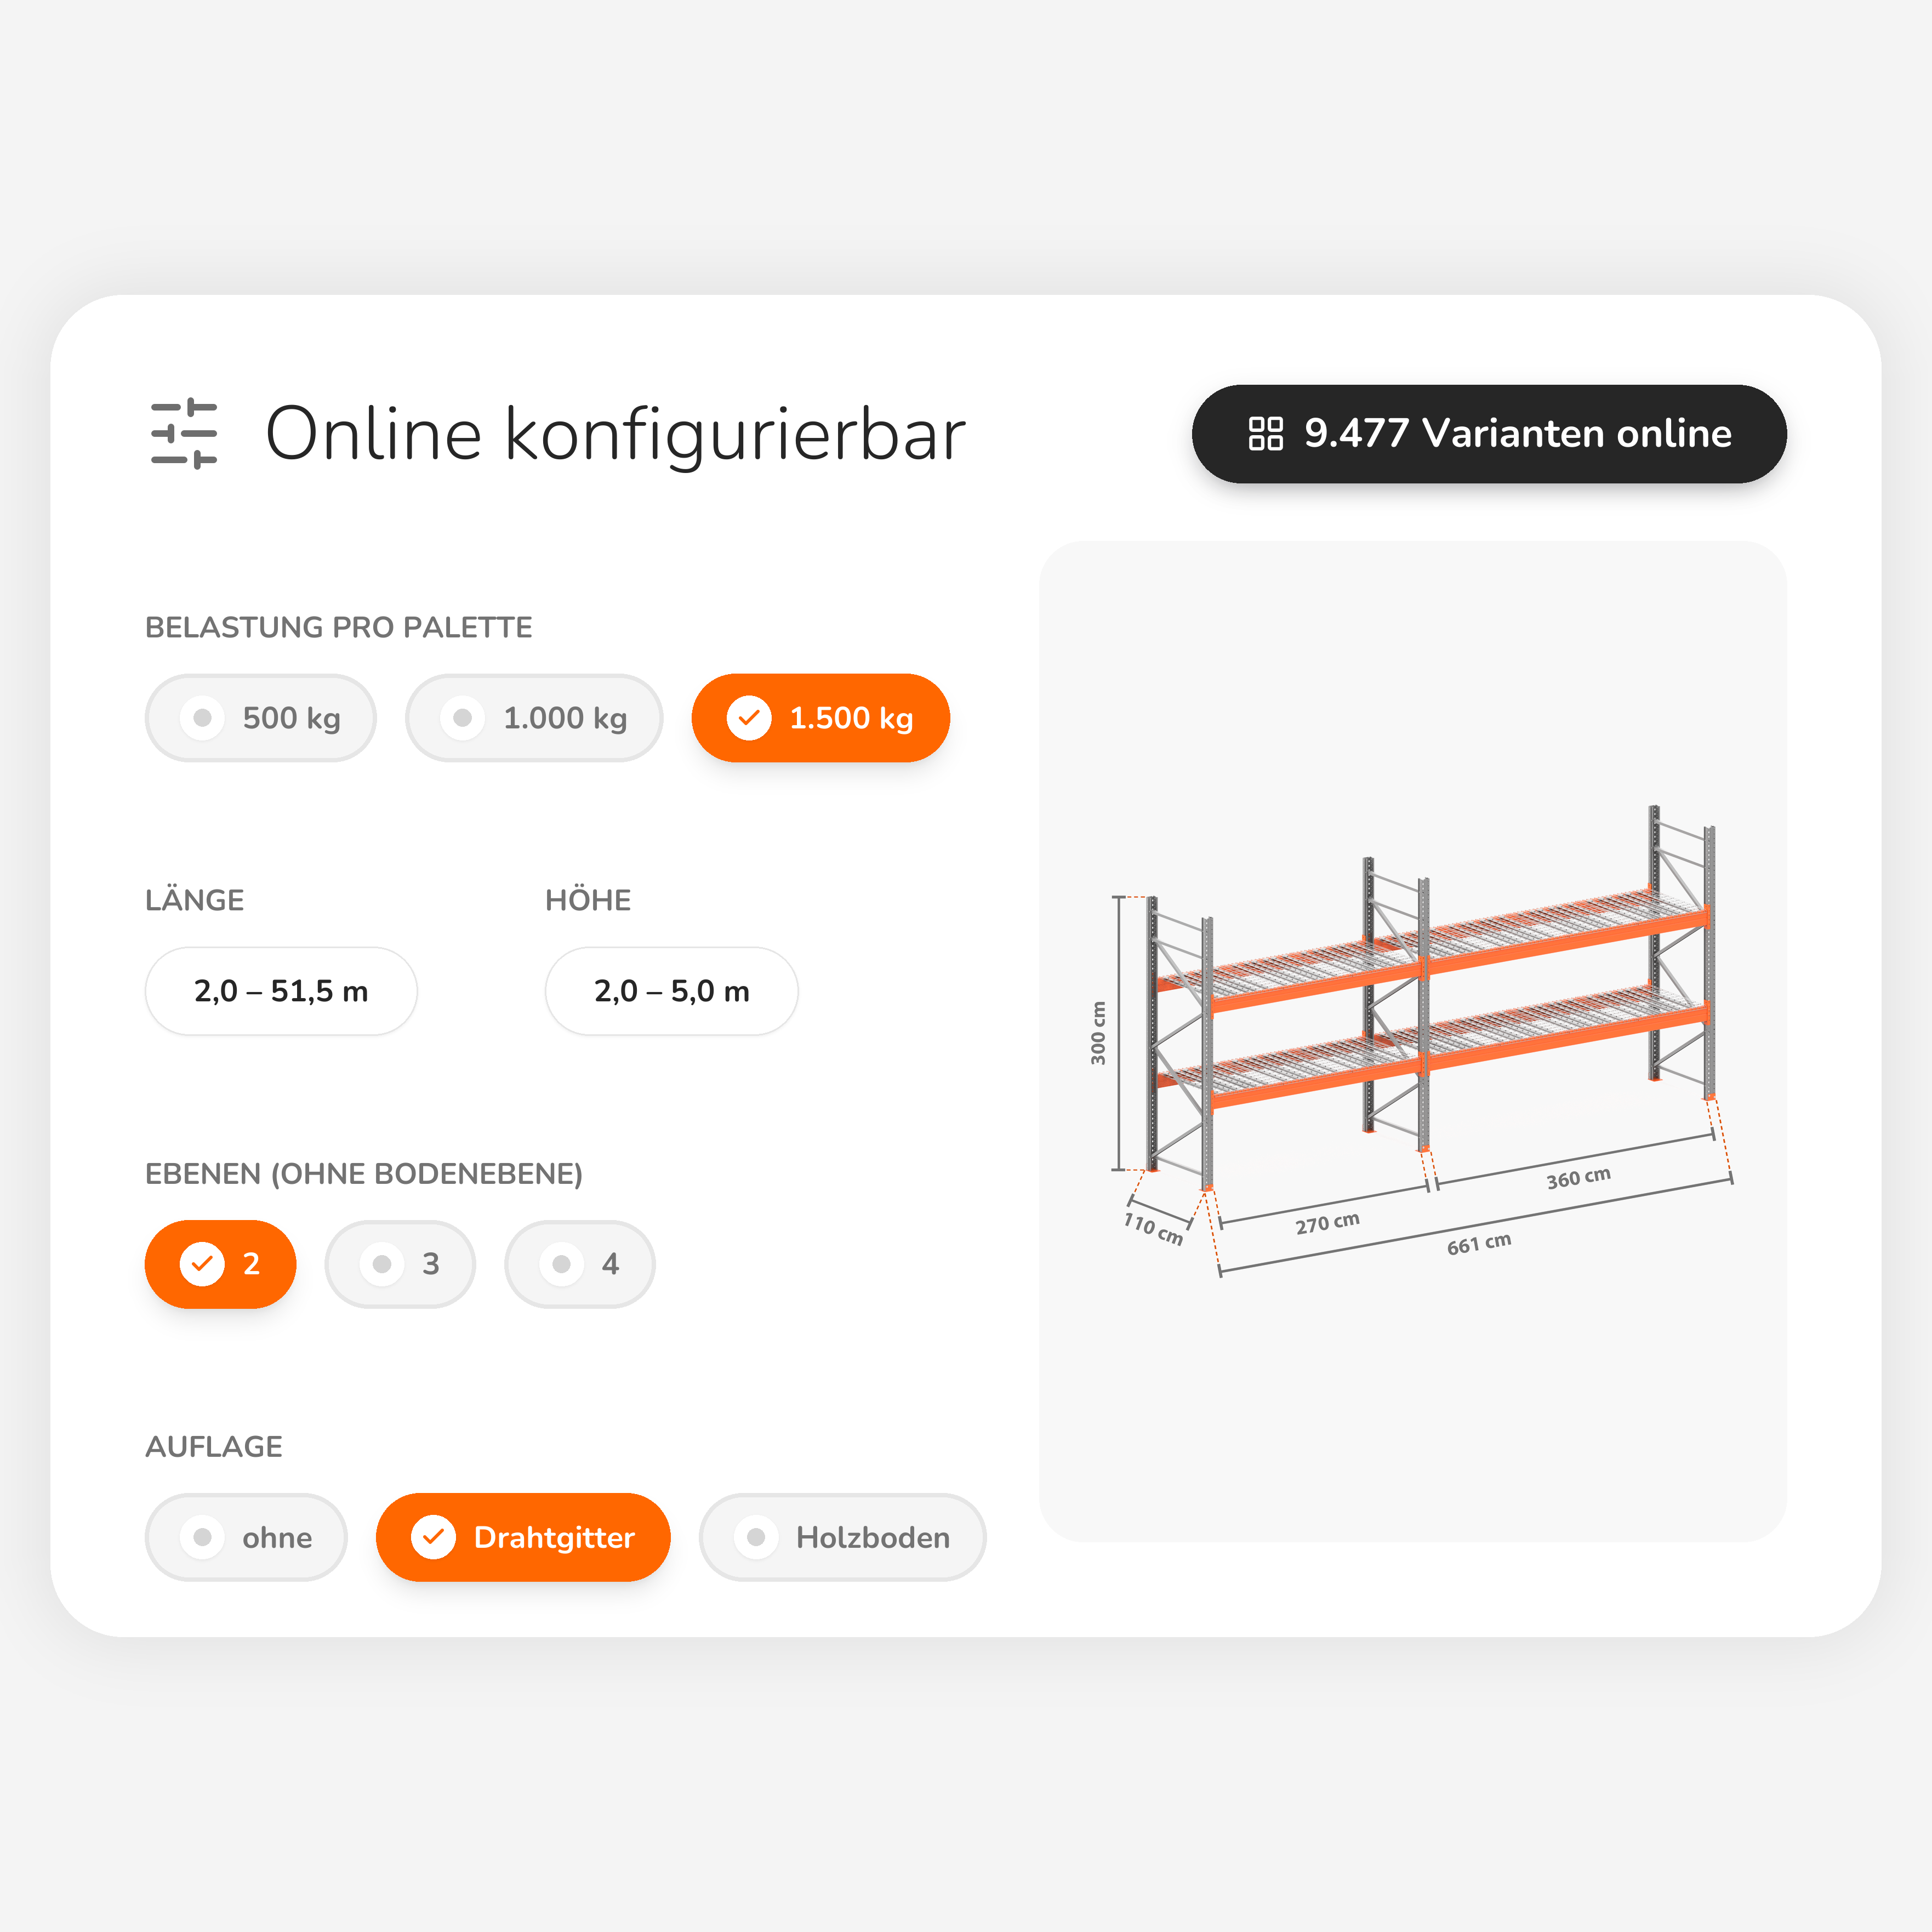 Online konfigurierbar
9.477 Varianten online
BELASTUNG PRO PALETTE
500 kg
1.000 kg
1.500 kg
LÄNGE
HÖHE
2,0 – 51,5 m
2,0 – 5,0 m
EBENEN (OHNE BODENEBENE)
2
3
4
AUFLAGE
ohne
Drahtgitter
Holzboden
300 cm
110 cm
270 cm
360 cm
661 cm